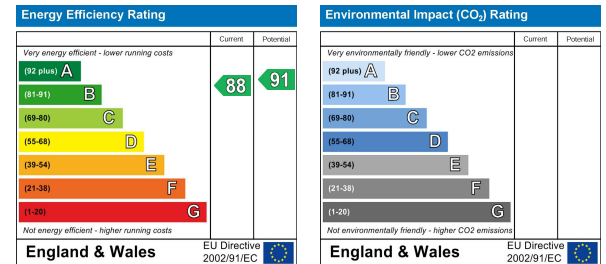 Energy Efficiency Rating
Current Potential
Very energy efficient - lower running costs
(92 plus) A
(81-91) B
88 91
(69-80) C
(55-68) D
(39-54) E
(21-38) F
(1-20) G
Not energy efficient - higher running costs
England & Wales
EU Directive
2002/91/EC
Environmental Impact (CO₂) Rating
Current Potential
Very environmentally friendly - lower CO2 emissions
(92 plus) A
(81-91) B
(69-80) C
(55-68) D
(39-54) E
(21-38) F
(1-20) G
Not environmentally friendly - higher CO2 emissions
England & Wales
EU Directive
2002/91/EC